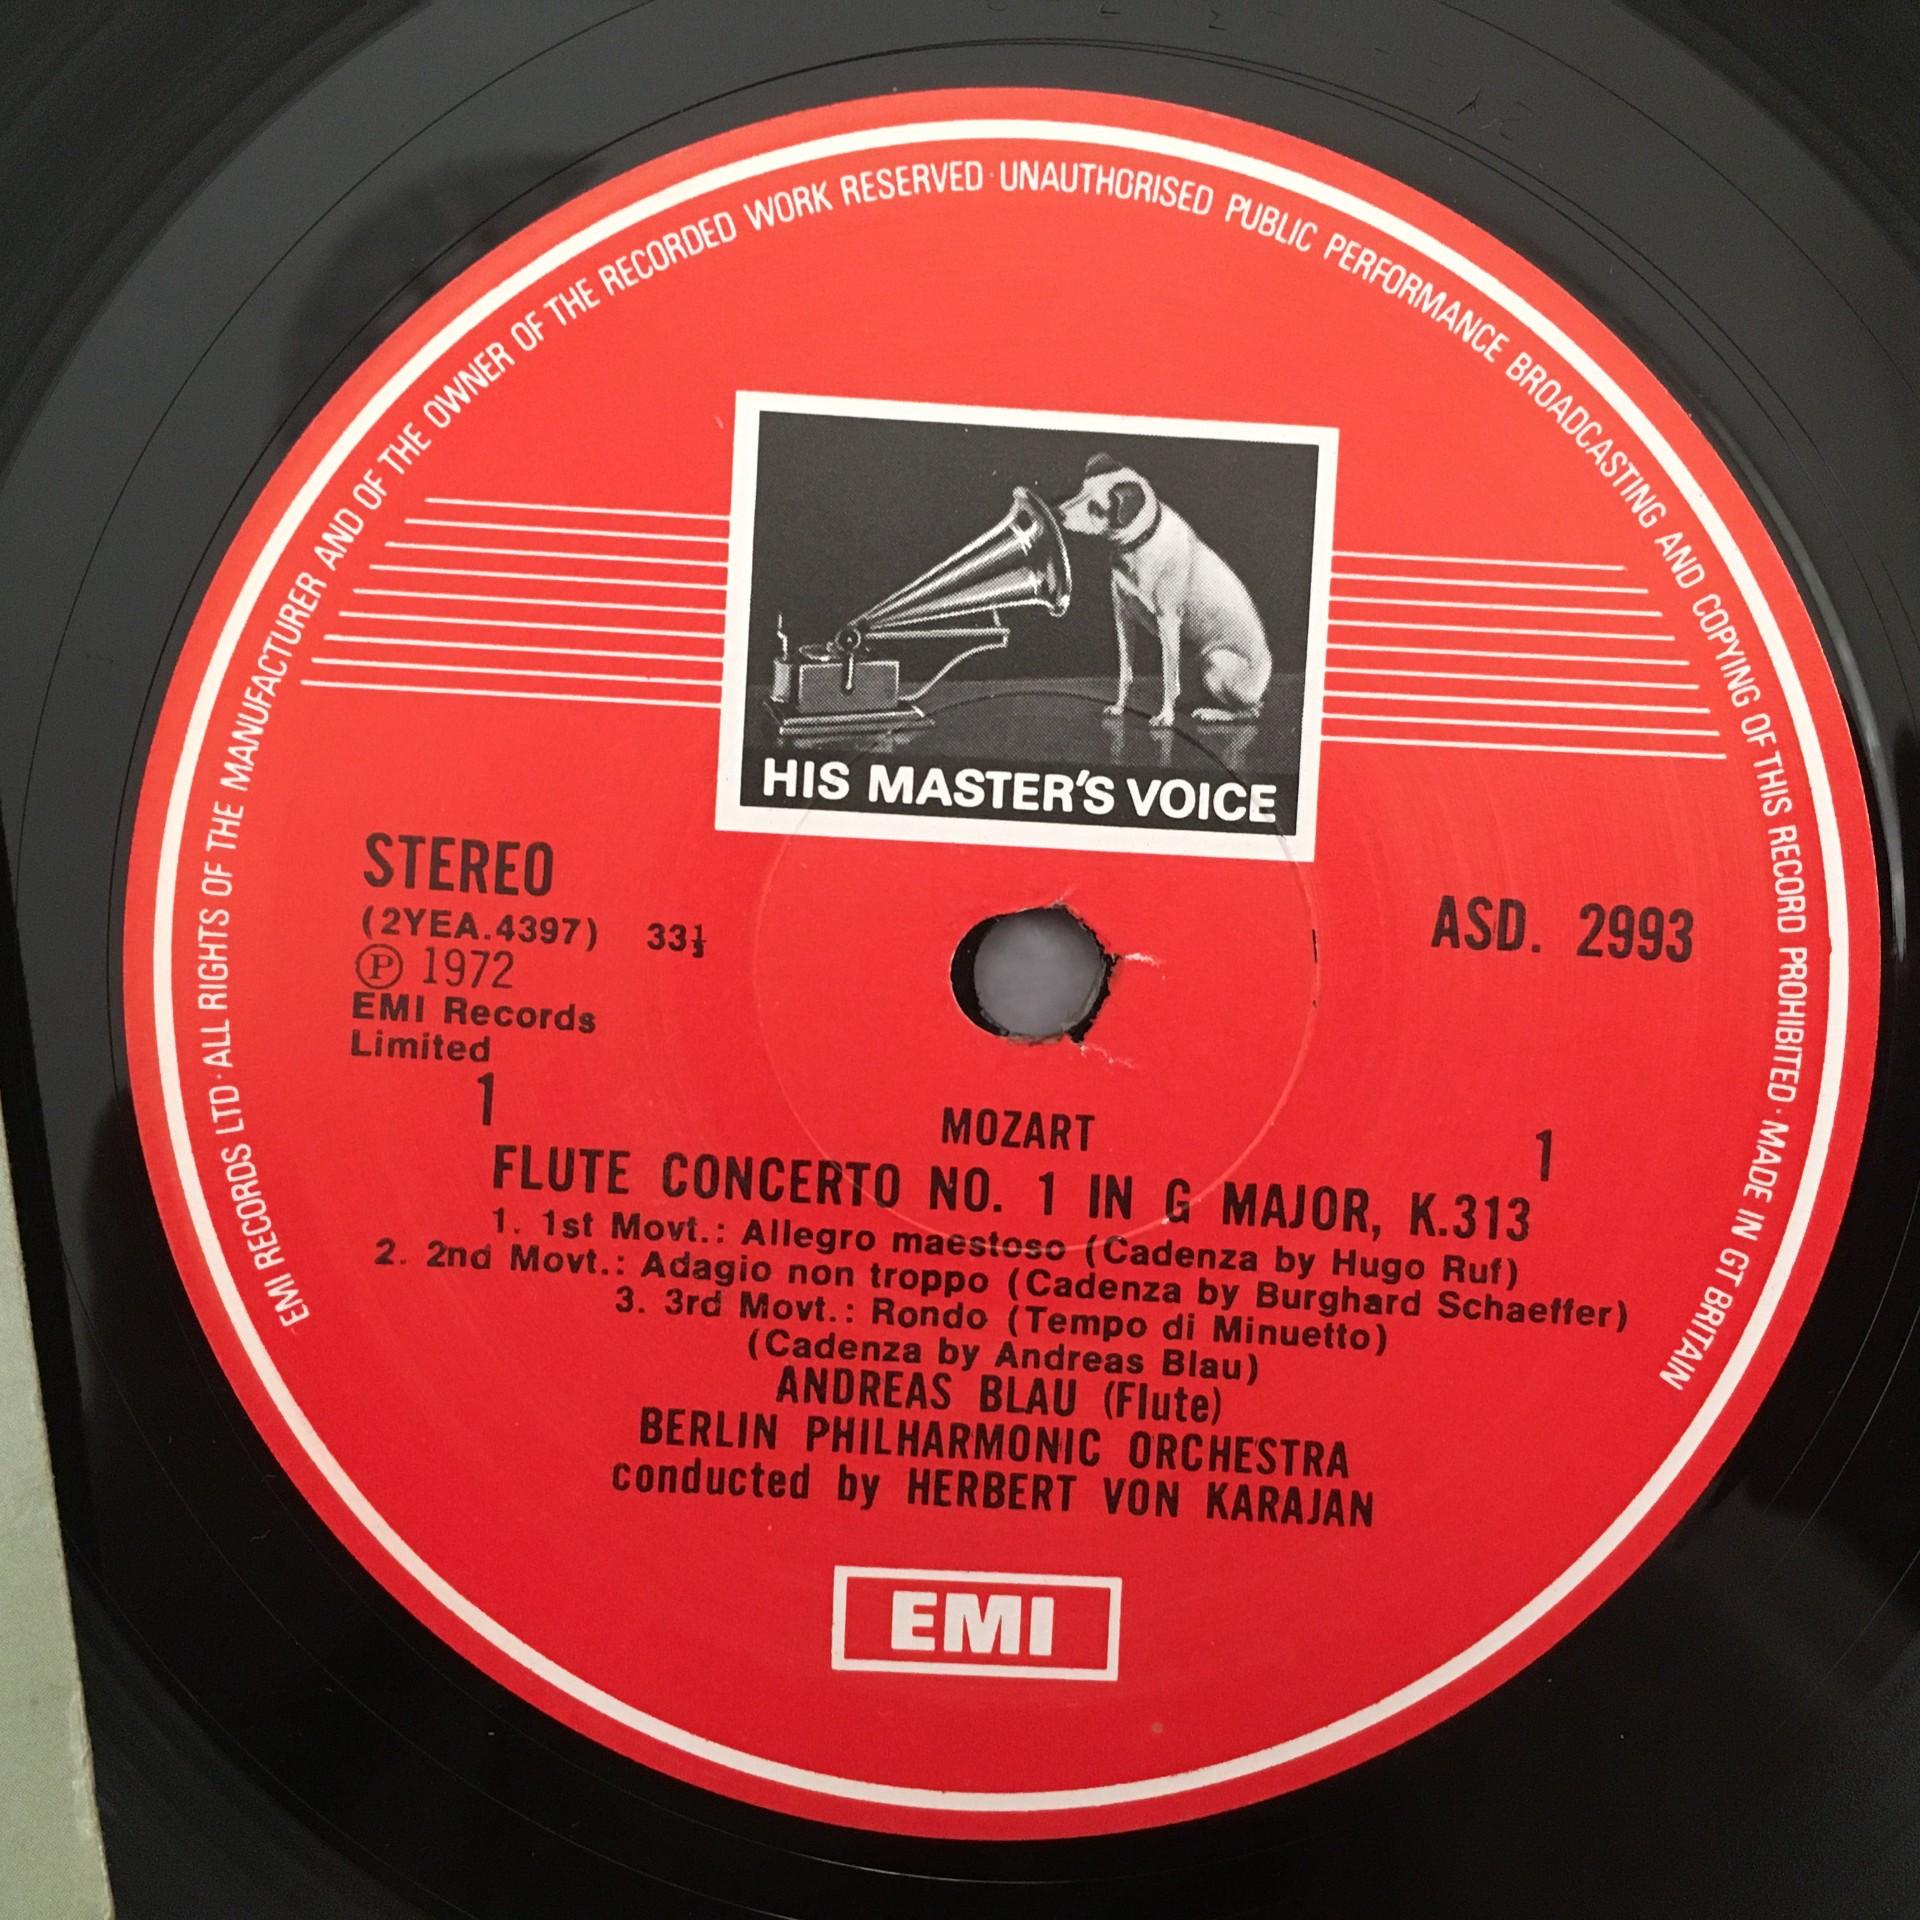 EMI RECORDS LTD · ALL RIGHTS OF THE MANUFACTURER AND OF THE OWNER OF THE RECORDED WORK RESERVED · UNAUTHORISED PUBLIC PERFORMANCE BROADCASTING AND COPYING OF THIS RECORD PROHIBITED · MADE IN GT BRITAIN
HIS MASTER'S VOICE
STEREO
(2YEA.4397) 33⅓
ASD. 2993
Ⓟ 1972
EMI Records
Limited
1
1
MOZART
FLUTE CONCERTO NO. 1 IN G MAJOR, K.313
1. 1st Movt.: Allegro maestoso (Cadenza by Hugo Ruf)
2. 2nd Movt.: Adagio non troppo (Cadenza by Burghard Schaeffer)
3. 3rd Movt.: Rondo (Tempo di Minuetto)
(Cadenza by Andreas Blau)
ANDREAS BLAU (Flute)
BERLIN PHILHARMONIC ORCHESTRA
conducted by HERBERT VON KARAJAN
EMI